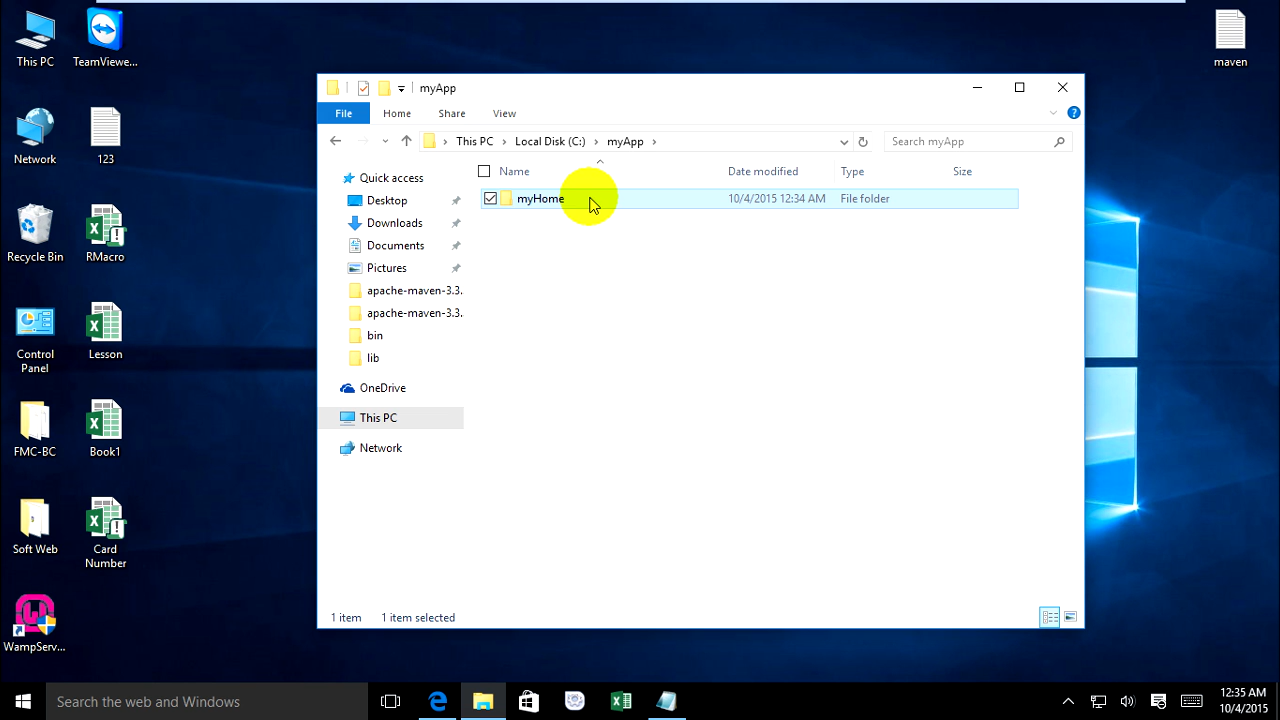 This PC
TeamViewe...
maven
Network
123
Recycle Bin
RMacro
Control
Panel
Lesson
FMC-BC
Book1
Soft Web
Card
Number
WampServ...
myApp
File
Home
Share
View
This PC
Local Disk (C:)
myApp
Search myApp
Name
Date modified
Type
Size
myHome
10/4/2015 12:34 AM
File folder
Quick access
Desktop
Downloads
Documents
Pictures
apache-maven-3.3.
apache-maven-3.3.
bin
lib
OneDrive
This PC
Network
1 item
1 item selected
Search the web and Windows
12:35 AM
10/4/2015